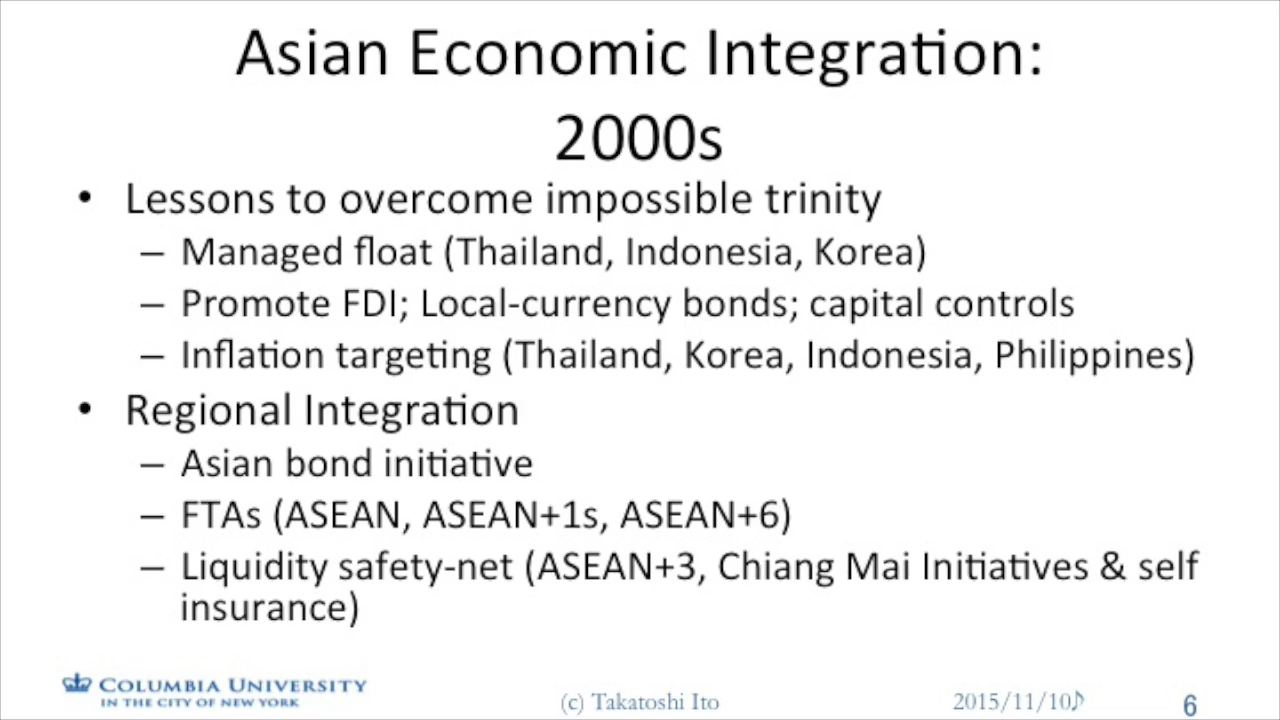 Asian Economic Integration:
2000s
• Lessons to overcome impossible trinity
– Managed float (Thailand, Indonesia, Korea)
– Promote FDI; Local-currency bonds; capital controls
– Inflation targeting (Thailand, Korea, Indonesia, Philippines)
• Regional Integration
– Asian bond initiative
– FTAs (ASEAN, ASEAN+1s, ASEAN+6)
– Liquidity safety-net (ASEAN+3, Chiang Mai Initiatives & self
insurance)
COLUMBIA UNIVERSITY
IN THE CITY OF NEW YORK
(c) Takatoshi Ito
2015/11/10♪
6